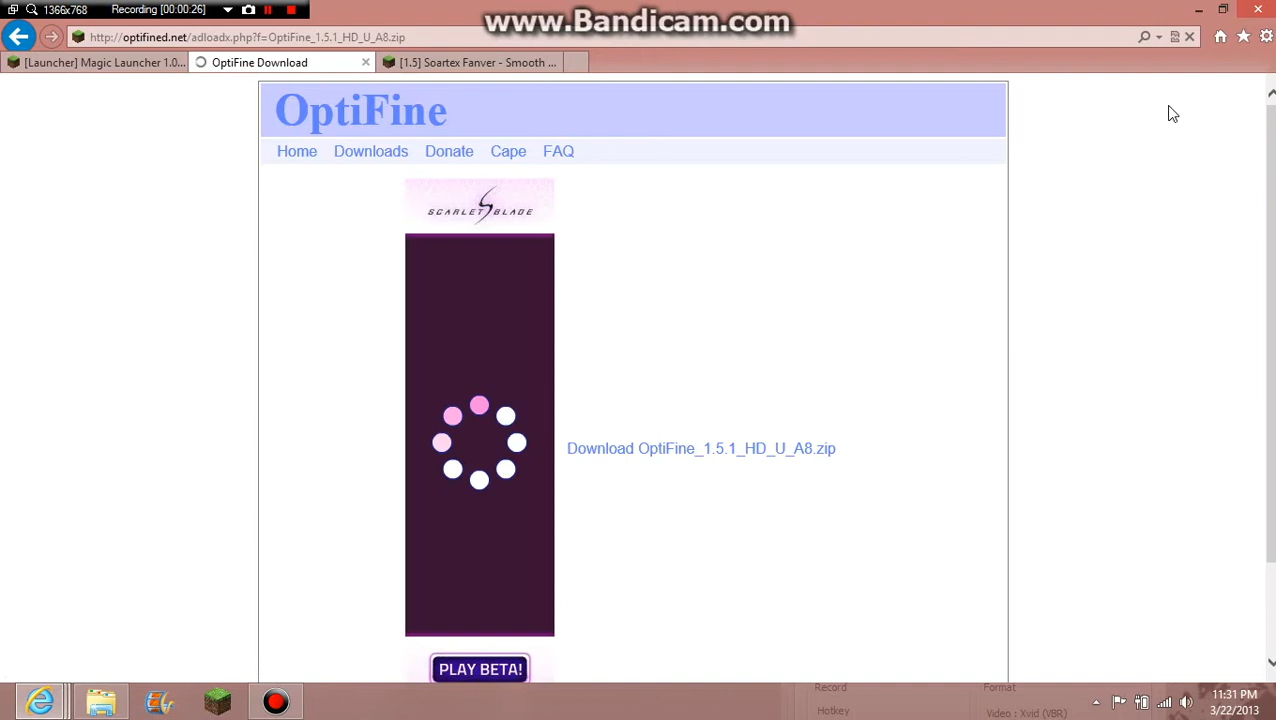 1366x768 Recording [00:00:26]
www.Bandicam.com
http://optifined.net/adloadx.php?f=OptiFine_1.5.1_HD_U_A8.zip
[Launcher] Magic Launcher 1.0... OptiFine Download [1.5] Soartex Fanver - Smooth ...
OptiFine
Home Downloads Donate Cape FAQ
SCARLET BLADE
Download OptiFine_1.5.1_HD_U_A8.zip
PLAY BETA!
Record Format
Hotkey Video : Xvid (VBR)
11:31 PM
3/22/2013